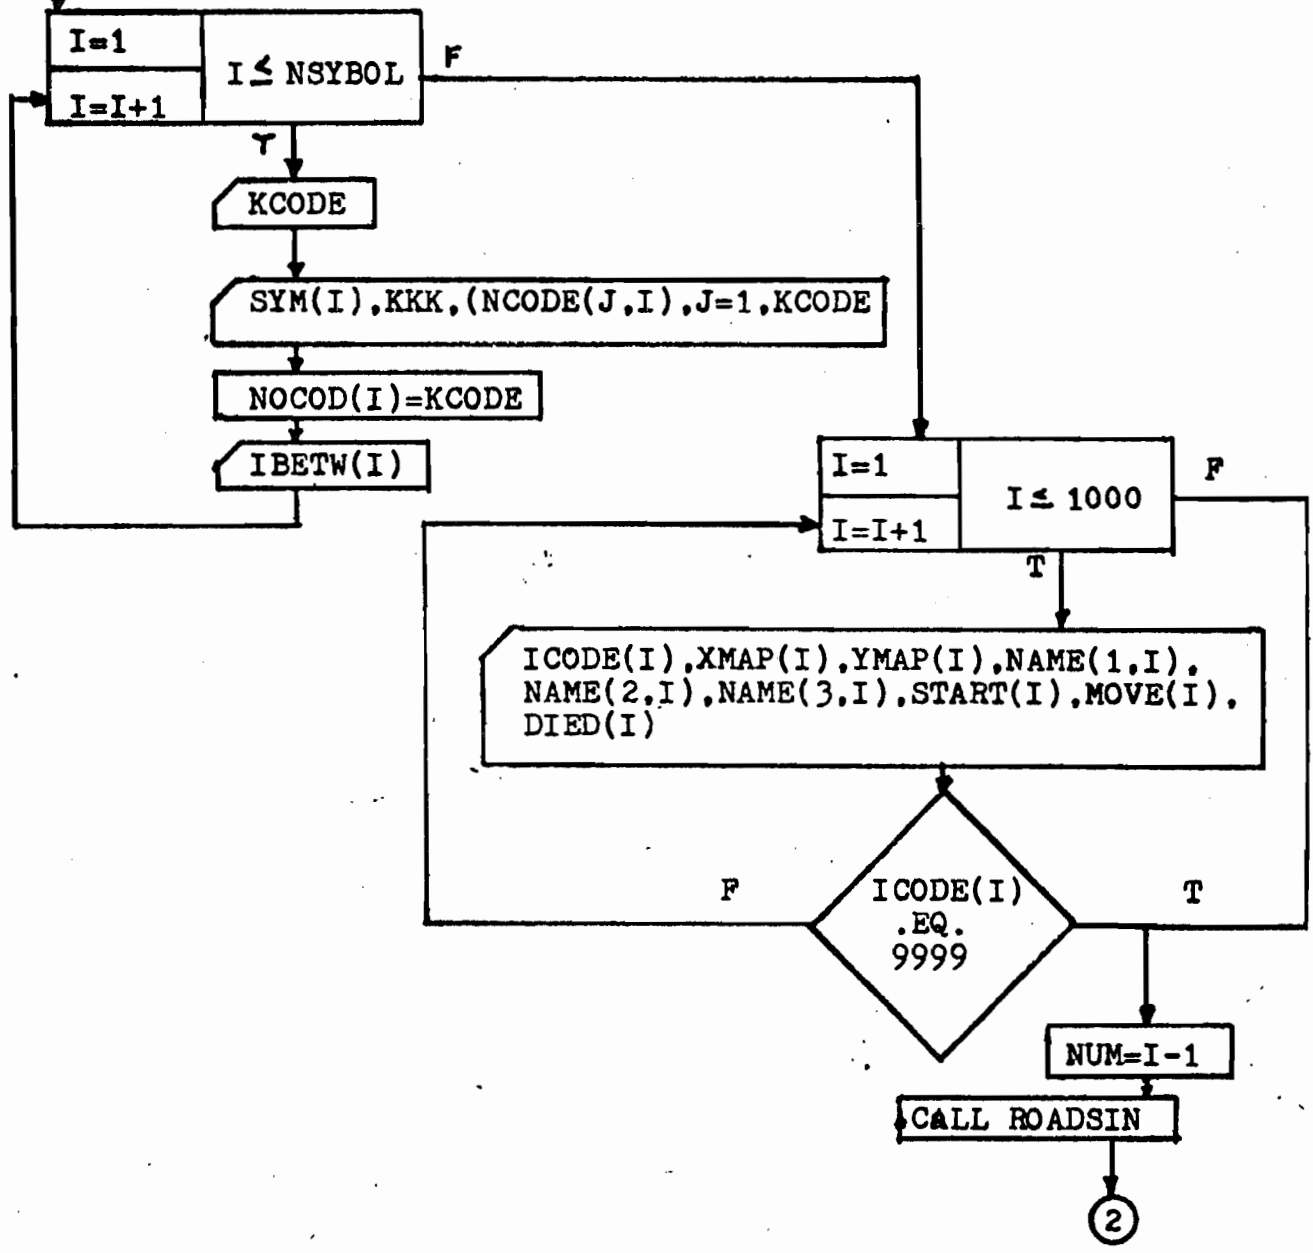 I=1
I=I+1
I≤ NSYBOL
F
T
KCODE
SYM(I),KKK,(NCODE(J,I),J=1,KCODE
NOCOD(I)=KCODE
IBETW(I)
I=1
I=I+1
I≤ 1000
F
T
ICODE(I),XMAP(I),YMAP(I),NAME(1,I),
NAME(2,I),NAME(3,I),START(I),MOVE(I),
DIED(I)
F
ICODE(I)
.EQ.
9999
T
NUM=I-1
CALL ROADSIN
2